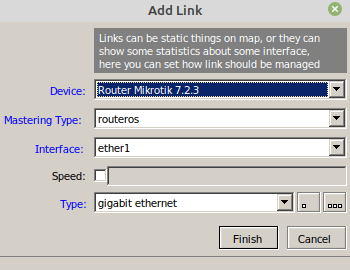 Add Link
Links can be static things on map, or they can
show some statistics about some interface,
here you can set how link should be managed
Device: Router Mikrotik 7.2.3
Mastering Type: routeros
Interface: ether1
Speed:
Type: gigabit ethernet
Finish Cancel